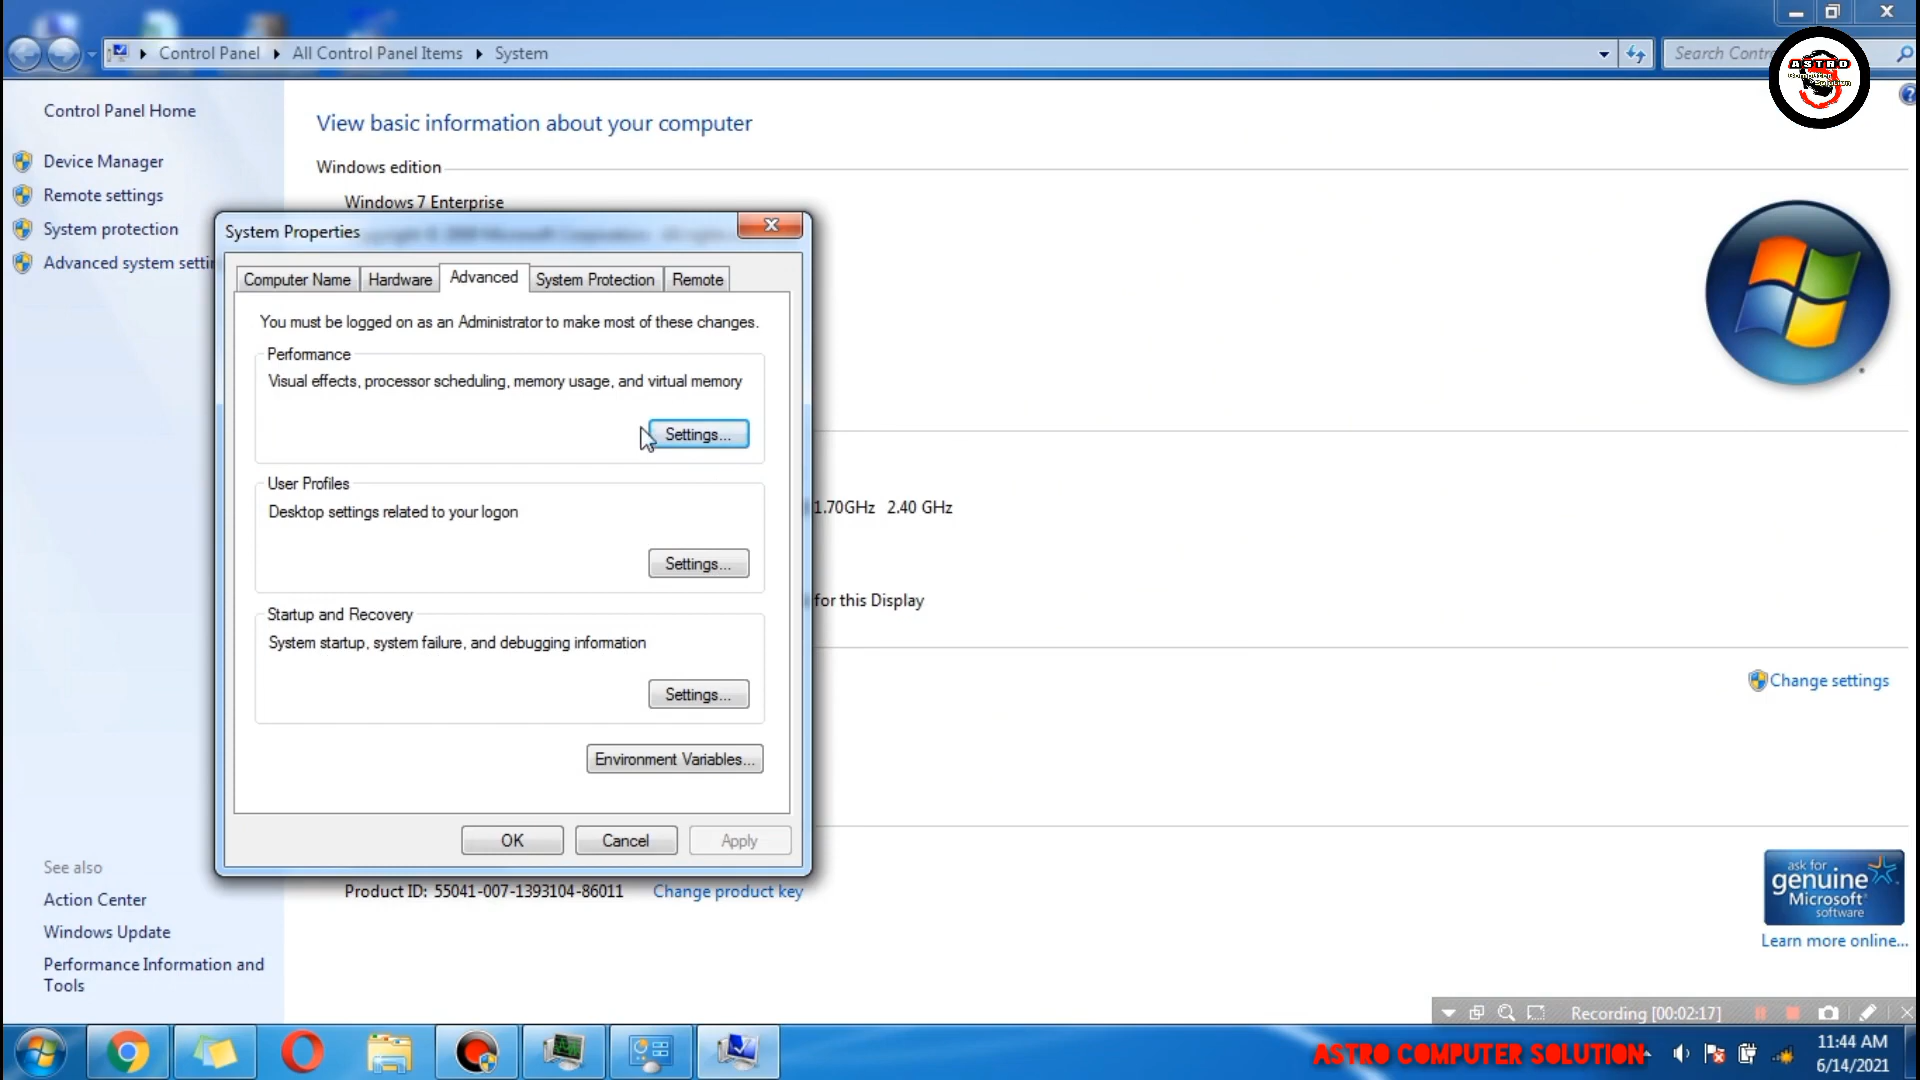 Control Panel
All Control Panel Items
System
Search Contr
ASTRO
Computer
Solution
Control Panel Home
Device Manager
Remote settings
System protection
Advanced system setti
View basic information about your computer
Windows edition
Windows 7 Enterprise
System Properties
Computer Name
Hardware
Advanced
System Protection
Remote
You must be logged on as an Administrator to make most of these changes.
Performance
Visual effects, processor scheduling, memory usage, and virtual memory
Settings...
User Profiles
Desktop settings related to your logon
Settings...
Startup and Recovery
System startup, system failure, and debugging information
Settings...
Environment Variables...
OK
Cancel
Apply
1.70GHz 2.40 GHz
for this Display
Change settings
Product ID: 55041-007-1393104-86011
Change product key
ask for
genuine
Microsoft
software
Learn more online...
See also
Action Center
Windows Update
Performance Information and
Tools
Recording [00:02:17]
ASTRO COMPUTER SOLUTION
11:44 AM
6/14/2021